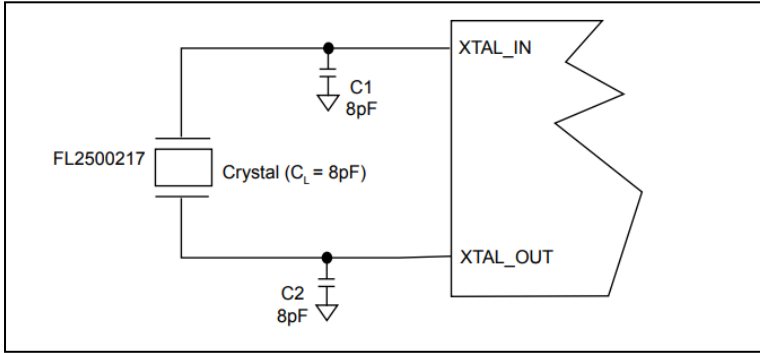 XTAL_IN
C1
8pF
FL2500217
Crystal (CL = 8pF)
XTAL_OUT
C2
8pF